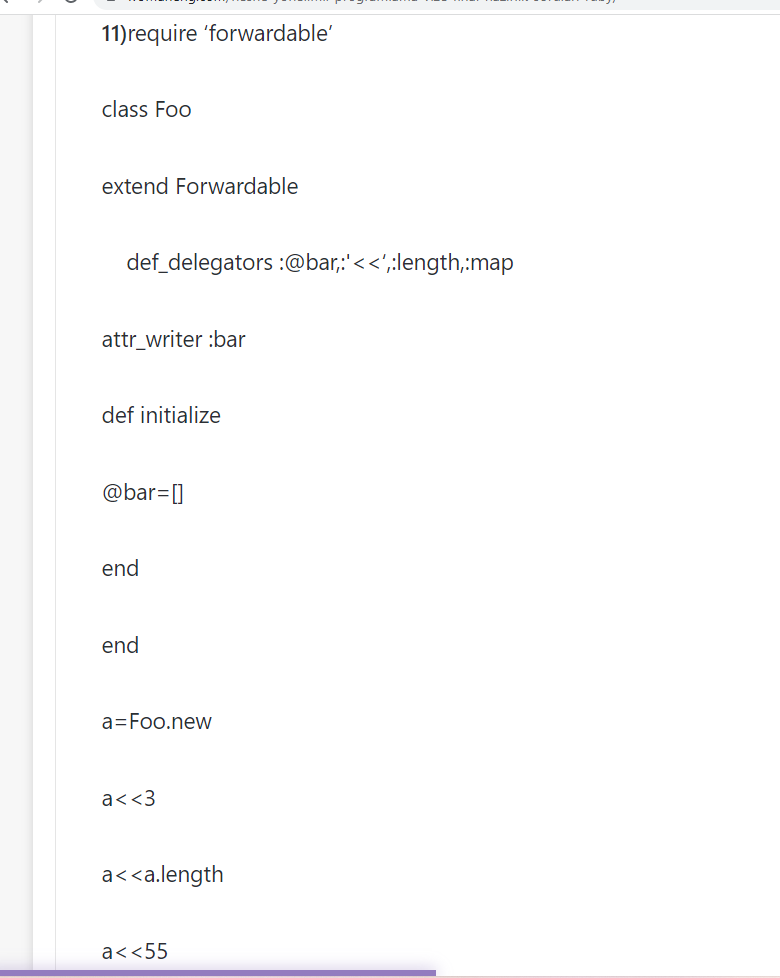 11)require ‘forwardable’
class Foo
extend Forwardable
def_delegators :@bar,:'<<‘,:length,:map
attr_writer :bar
def initialize
@bar=[]
end
end
a=Foo.new
a<<3
a<<a.length
a<<55